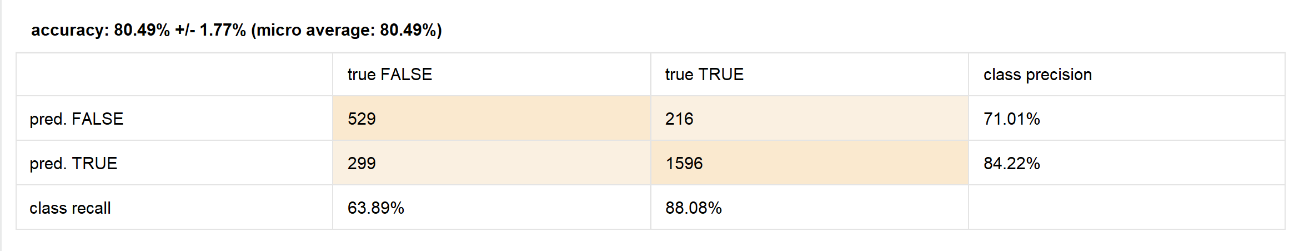 accuracy: 80.49% +/- 1.77% (micro average: 80.49%)
true FALSE true TRUE class precision
pred. FALSE 529 216 71.01%
pred. TRUE 299 1596 84.22%
class recall 63.89% 88.08%